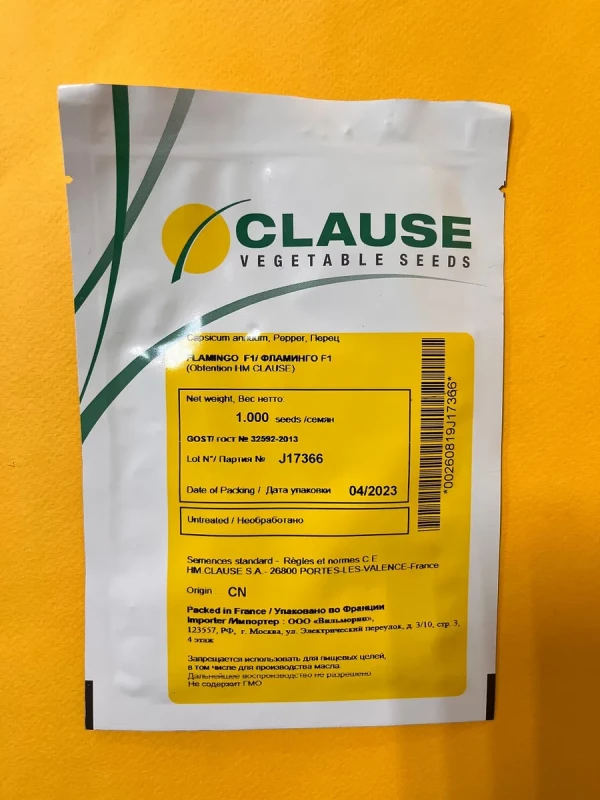 CLAUSE
VEGETABLE SEEDS
Capsicum annuum, Pepper, Перец
FLAMINGO F1/ ФЛАМИНГО F1
(Obtention HM CLAUSE)
Net weight, Вес нетто
1.000 seeds /семян
GOST/ гост № 32592-2013
Lot N°/ Партия № J17366
Date of Packing / Дата упаковки 04/2023
Untreated / Необработано
*00260819J17366*
Semences standard - Règles et normes C.E
HM.CLAUSE S.A.- 26800 PORTES-LES-VALENCE-France
Origin CN
Packed in France / Упаковано во Франции
Importer /Импортер : ООО «Вильморин»,
123557, РФ, г. Москва, ул. Электрический переулок, д. 3/10, стр. 3,
4 этаж
Запрещается использовать для пищевых целей,
в том числе для производства масла.
Дальнейшее воспроизводство не разрешено
Не содержит ГМО